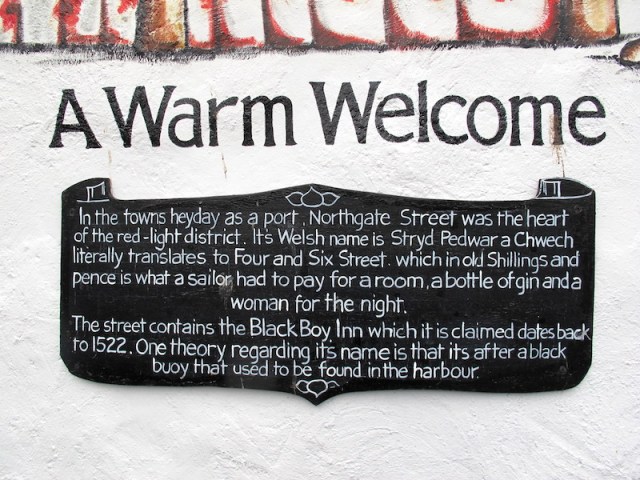 A Warm Welcome
In the towns heyday as a port, Northgate Street was the heart
of the red-light district. It's Welsh name is Stryd Pedwar a Chwech
literally translates to Four and Six Street. which in old Shillings and
pence is what a sailor had to pay for a room, a bottle of gin and a
woman for the night.
The street contains the Black Boy Inn which it is claimed dates back
to 1522. One theory regarding its name is that its after a black
buoy that used to be found in the harbour.